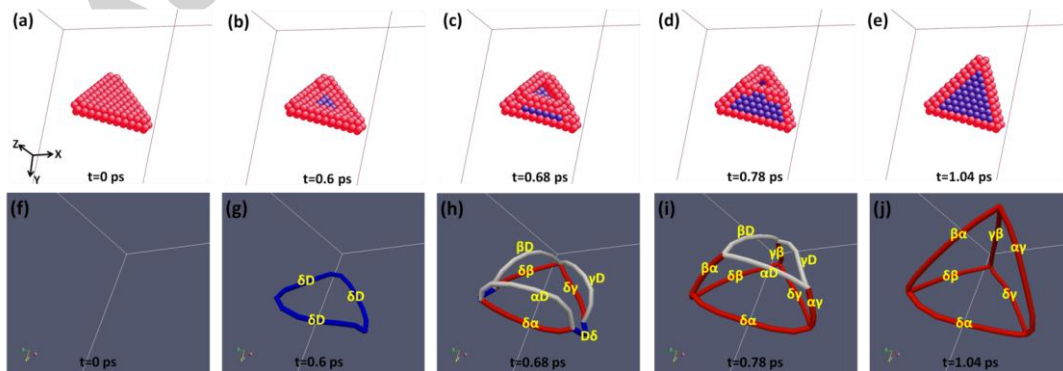 (a)
(b)
(c)
(d)
(e)
Z
X
Y
t=0 ps
t=0.6 ps
t=0.68 ps
t=0.78 ps
t=1.04 ps
(f)
(g)
(h)
(i)
(j)
t=0 ps
δD
δD
δD
t=0.6 ps
βD
δβ
γD
αD
δγ
δα
Dδ
t=0.68 ps
βD
γβ
βα
γD
δβ
αD
δγ
αγ
δα
t=0.78 ps
βα
γβ
αγ
δβ
δγ
δα
t=1.04 ps